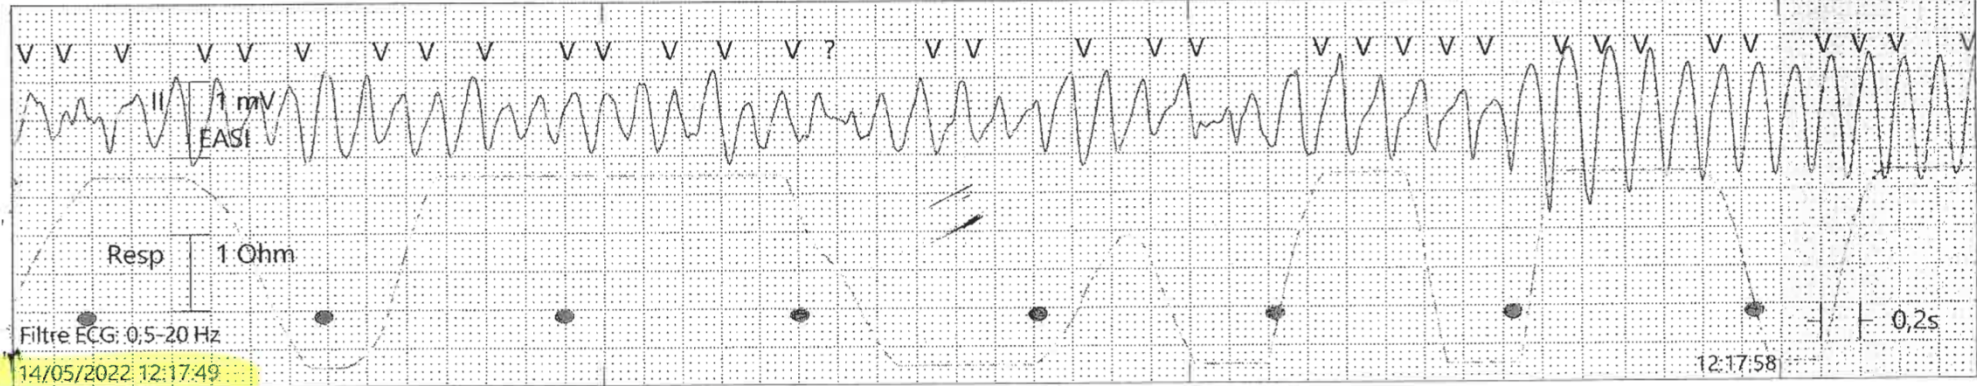 V V V V V V V V V V V V V V ? V V V V V V V V V V V V V V V V V V V
II 1 mV
EASI
Resp 1 Ohm
0,2s
Filtre ECG: 0,5-20 Hz
14/05/2022 12:17:49 12:17:58